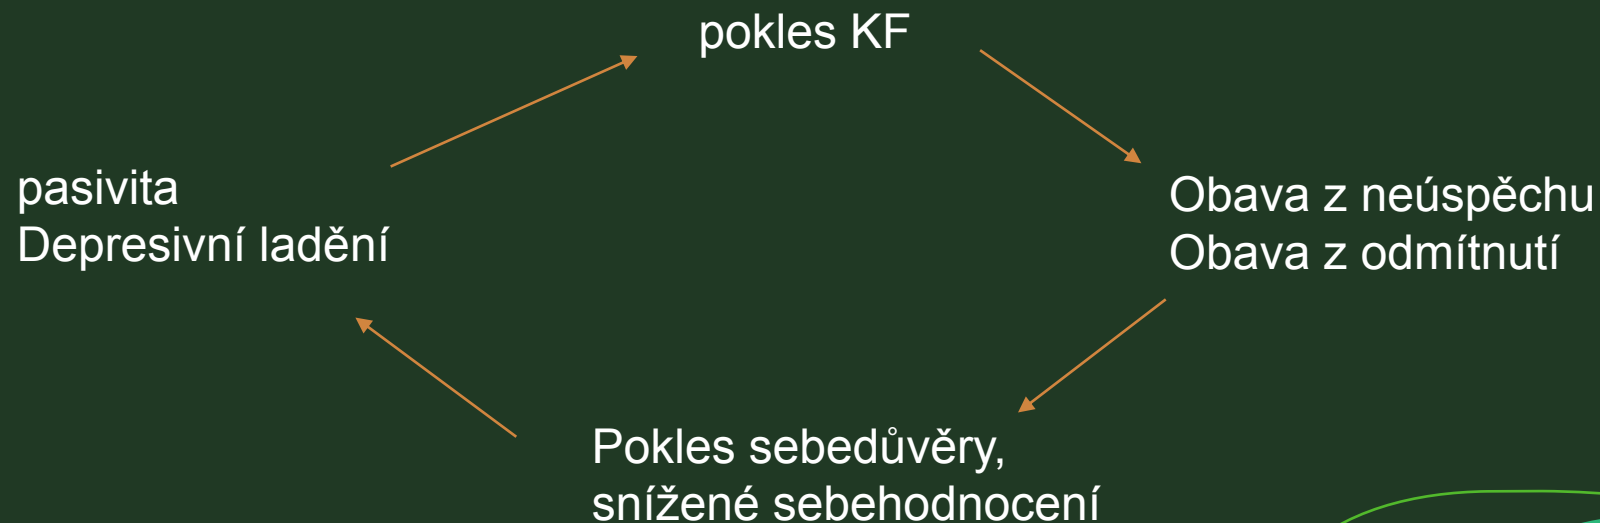 pokles KF
pasivita
Depresivní ladění
Obava z neúspěchu
Obava z odmítnutí
Pokles sebedůvěry,
snížené sebehodnocení